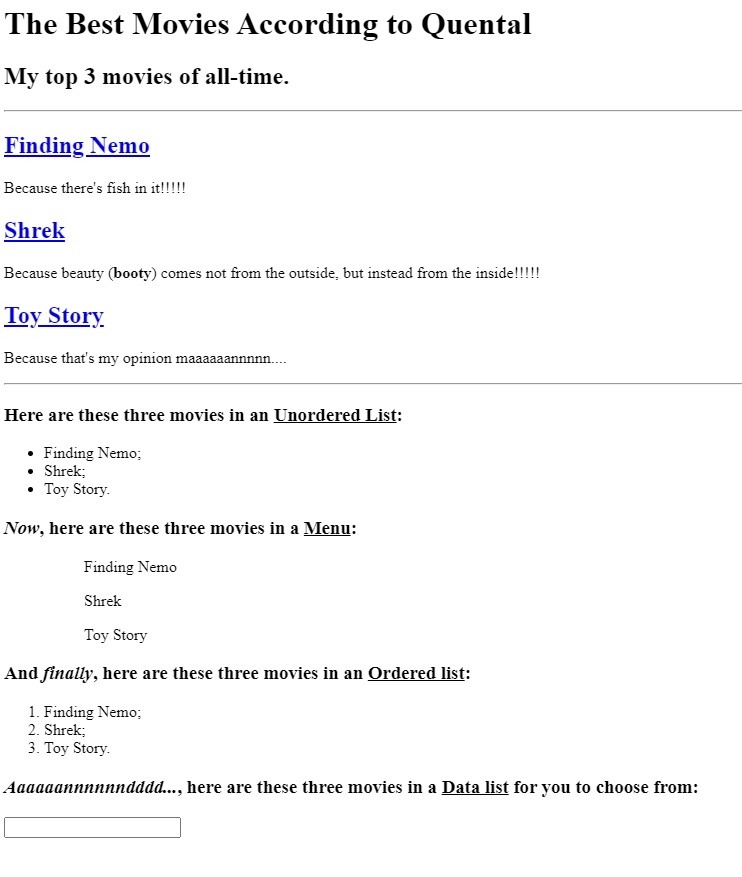 The Best Movies According to Quental
My top 3 movies of all-time.
Finding Nemo
Because there's fish in it!!!!!
Shrek
Because beauty (booty) comes not from the outside, but instead from the inside!!!!!
Toy Story
Because that's my opinion maaaaaannnnn....
Here are these three movies in an Unordered List:
• Finding Nemo;
• Shrek;
• Toy Story.
Now, here are these three movies in a Menu:
Finding Nemo
Shrek
Toy Story
And finally, here are these three movies in an Ordered list:
1. Finding Nemo;
2. Shrek;
3. Toy Story.
Aaaaaannnnnndddd..., here are these three movies in a Data list for you to choose from: